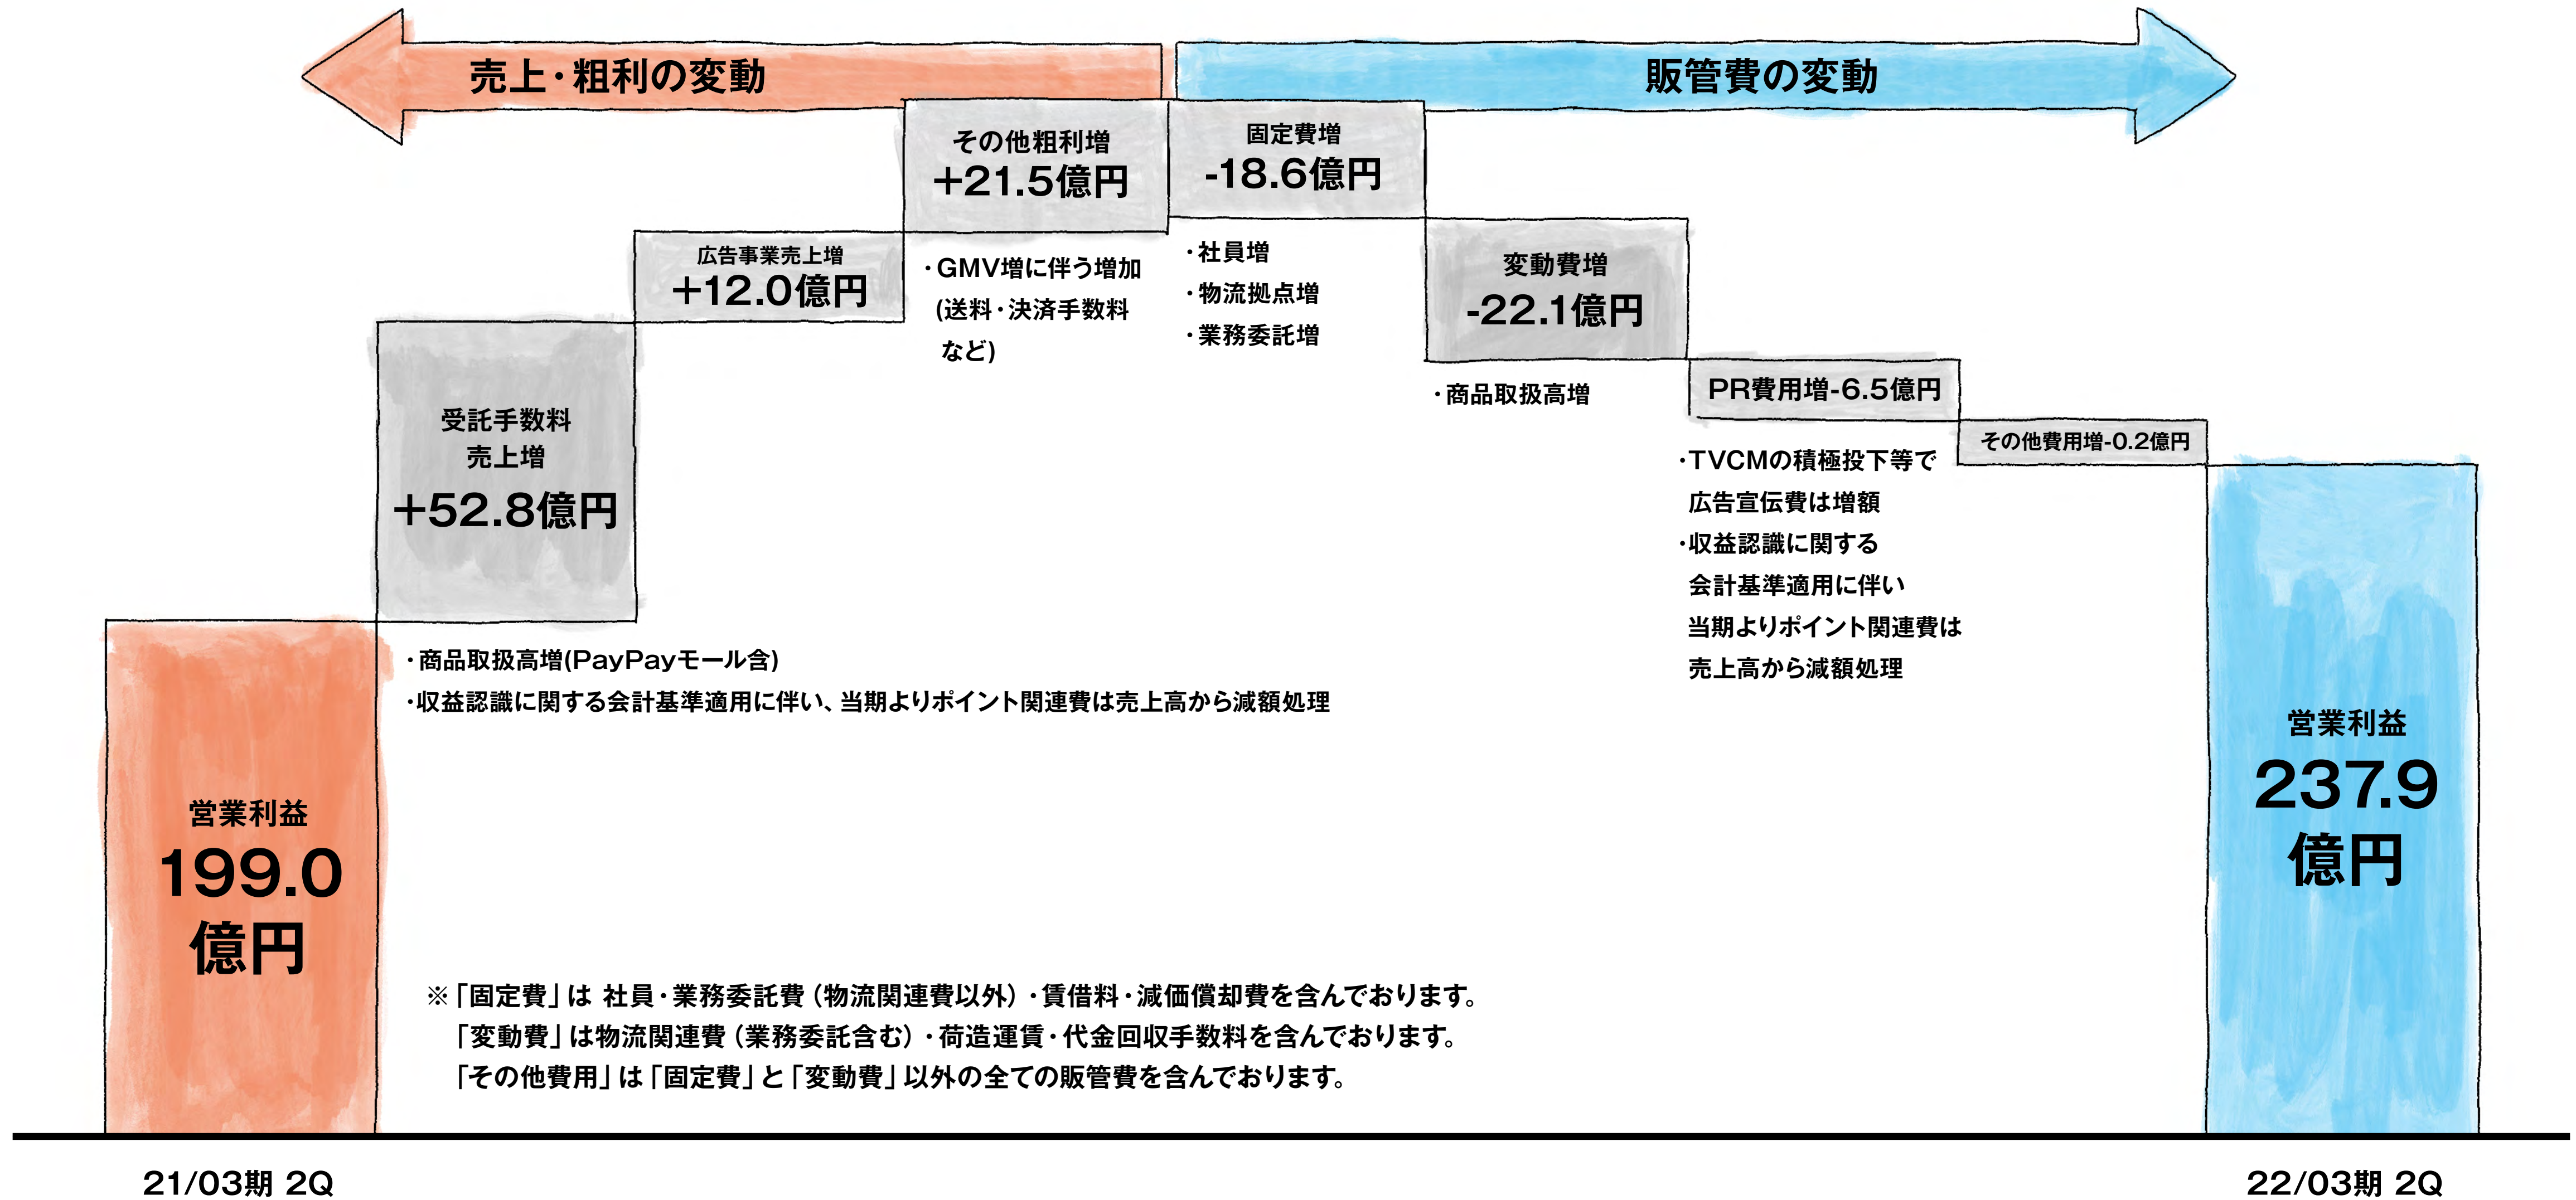 売上・粗利の変動
販管費の変動
その他粗利増
+21.5億円
固定費増
-18.6億円
広告事業売上増
+12.0億円
・GMV増に伴う増加
(送料・決済手数料
など)
・社員増
・物流拠点増
・業務委託増
変動費増
-22.1億円
・商品取扱高増
PR費用増-6.5億円
その他費用増-0.2億円
・TVCMの積極投下等で
広告宣伝費は増額
・収益認識に関する
会計基準適用に伴い
当期よりポイント関連費は
売上高から減額処理
受託手数料
売上増
+52.8億円
・商品取扱高増(PayPayモール含)
・収益認識に関する会計基準適用に伴い、当期よりポイント関連費は売上高から減額処理
営業利益
199.0
億円
営業利益
237.9
億円
※「固定費」は 社員・業務委託費（物流関連費以外）・賃借料・減価償却費を含んでおります。
「変動費」は物流関連費（業務委託含む）・荷造運賃・代金回収手数料を含んでおります。
「その他費用」は「固定費」と「変動費」以外の全ての販管費を含んでおります。
21/03期 2Q
22/03期 2Q